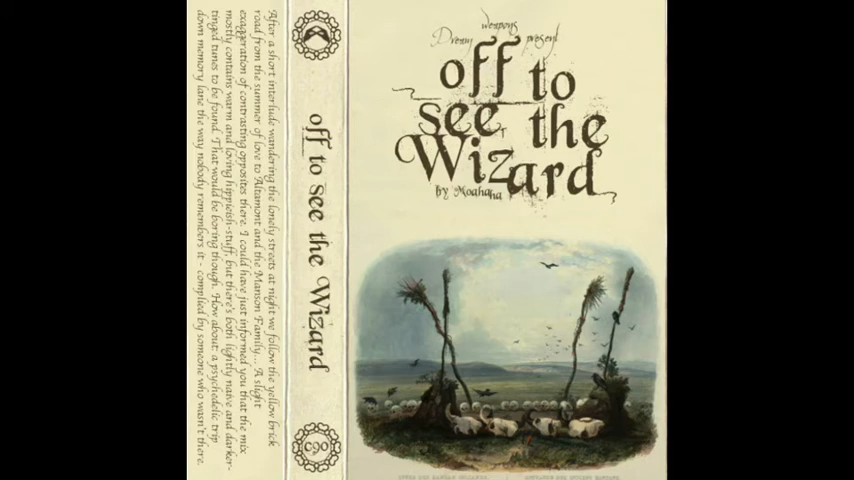 After a short interlude wandering the lonely streets at night we follow the yellow brick
road from the summer of love to Altamont and the Manson Family... A slight
exaggeration of contrasting opposites there. I could have just informed you that the mix
mostly contains warm and loving hippieish-stuff, but there's both lightly naive and darker-
tinged tunes to be found. That would be boring though. How about: a psychedelic trip
down memory lane the way nobody remembers it - complied by someone who wasn't there.
off to see the Wizard
C90
Dream weapons present
off to
see the
Wizard
by Moahaha